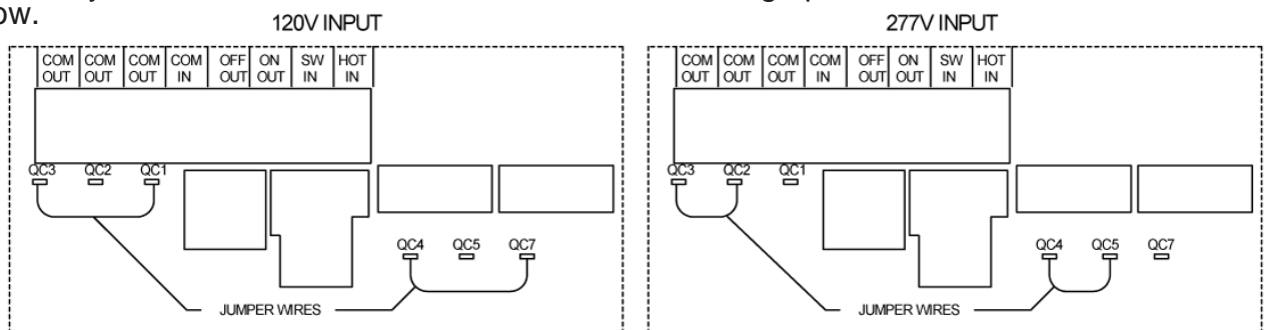 ow.
120V INPUT
277V INPUT
COM COM COM COM OFF ON SW HOT
OUT OUT OUT IN OUT OUT IN IN
COM COM COM COM OFF ON SW HOT
OUT OUT OUT IN OUT OUT IN IN
QC3 QC2 QC1
QC3 QC2 QC1
QC4 QC5 QC7
QC4 QC5 QC7
JUMPER WIRES
JUMPER WIRES